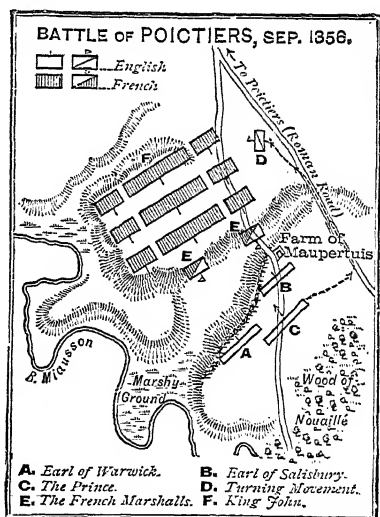 BATTLE OF POICTIERS, SEP. 1356.
English
French
To Poictiers (Roman Road)
F
D
E
E
Farm of
Maupertuis
B
C
A
R. Miausson
Marshy
Ground
Wood of
Nouaillé
A. Earl of Warwick. B. Earl of Salisbury.
C. The Prince. D. Turning Movement.
E. The French Marshalls. F. King John.